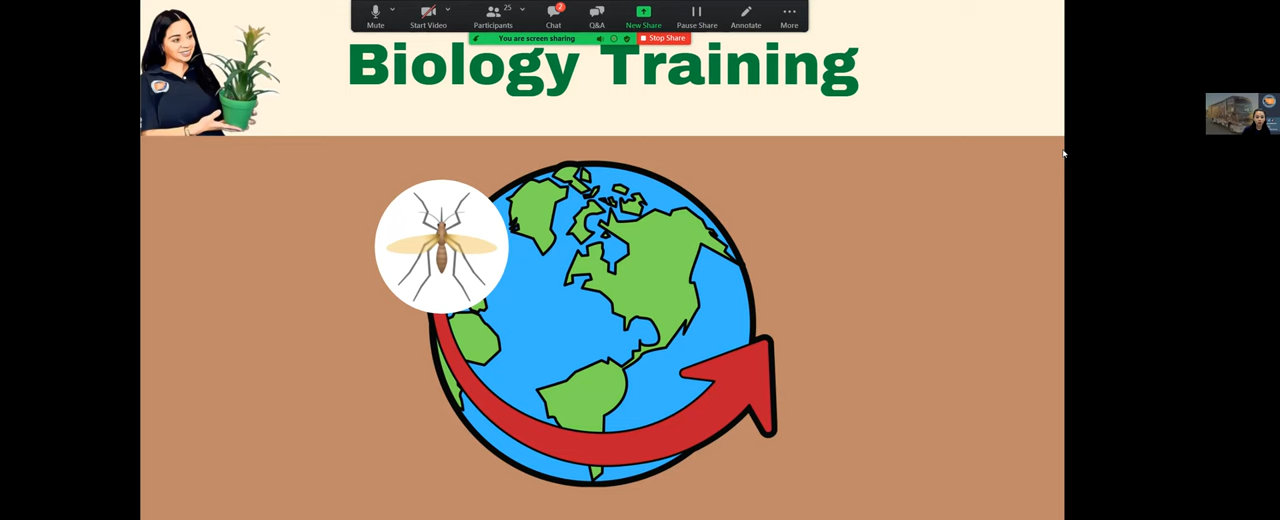 25
2
Mute
Start Video
Participants
Chat
Q&A
New Share
Pause Share
Annotate
More
You are screen sharing
Stop Share
Biology Training